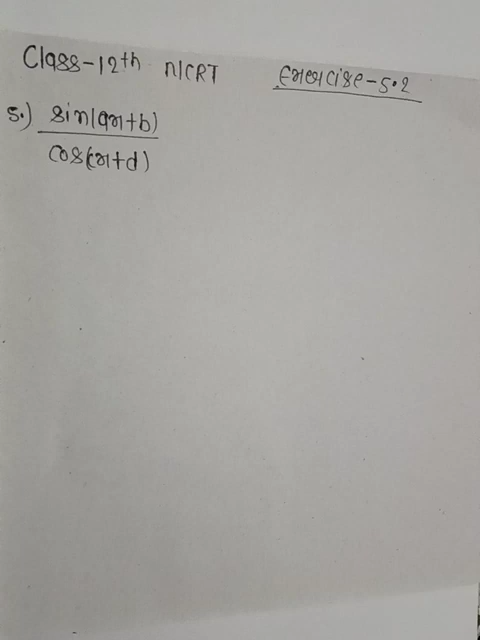 Class-12th NCRT Exercise-5.2
5.) sin(ax+b)
cos(cx+d)